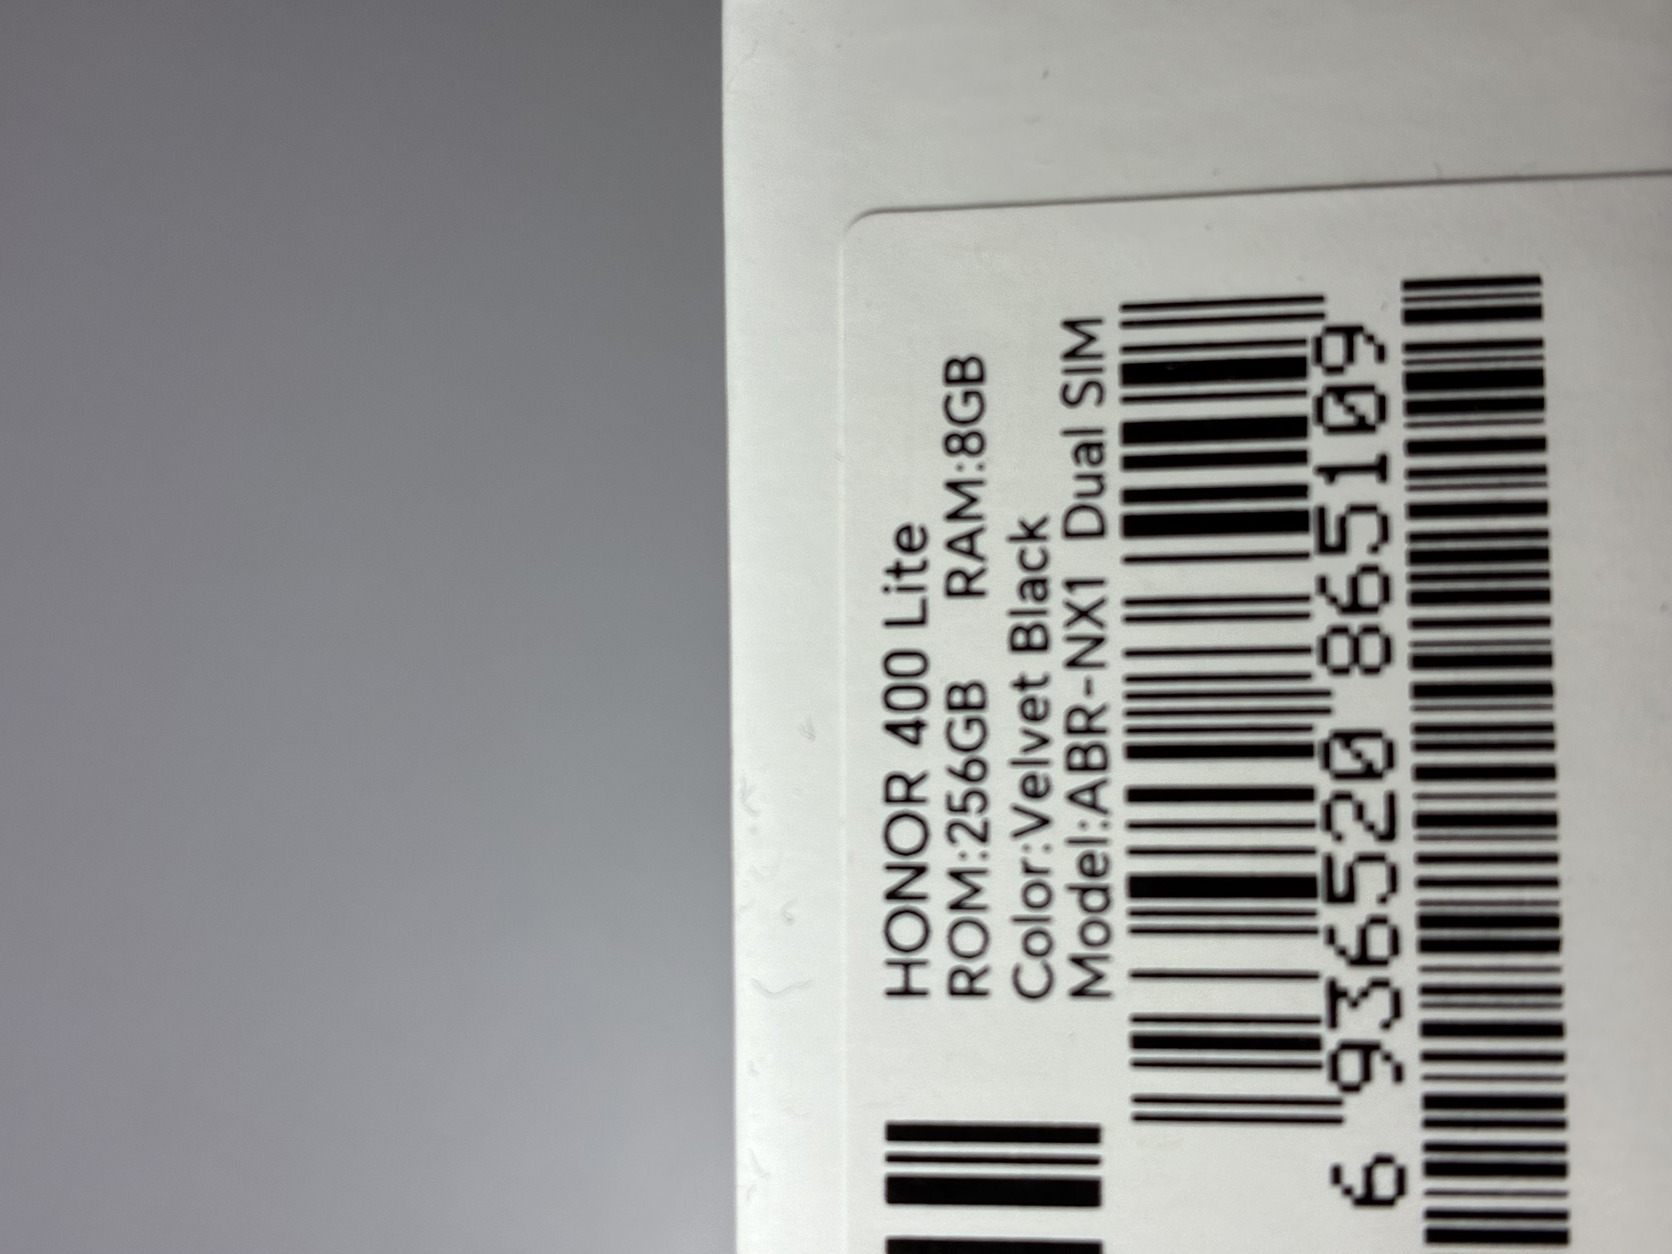 HONOR 400 Lite
ROM:256GB RAM:8GB
Color:Velvet Black
Model:ABR-NX1 Dual SIM
6 936520 865109